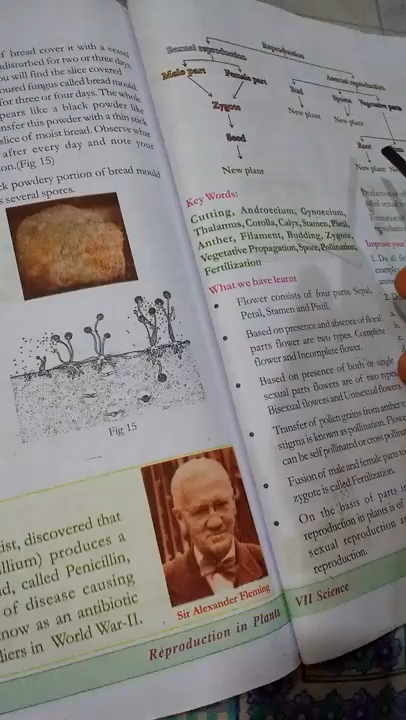 of bread cover it with a vessel
ndisturbed for two or three days.
ou will find the slice covered
oured fungus called bread mould.
for three or four days. The whole
pears like a black powder like
nsfer this powder with a thin stick
slice of moist bread. Observe what
after every day and note your
on.(Fig 15)
ck powdery portion of bread mould
s several spores.
Fig 15
ist, discovered that
llium) produces a
d, called Penicillin,
of disease causing
now as an antibiotic
liers in World War-II.
Sir Alexander Fleming
Reproduction in Plants
Reproduction
Sexual reproduction
Asexual reproduction
Male part
Female part
Bud
Spore
Vegetative parts
Zygote
New plant
New plant
Seed
Root
New plant
New plant
Key Words:
Cutting, Androecium, Gynoecium,
Thalamus, Corolla, Calyx, Stamen, Pistil,
Anther, Filament, Budding, Zygote,
Vegetative Propagation, Spore, Pollination,
Fertilization
What we have learnt
• Flower consists of four parts. Sepal,
Petal, Stamen and Pistil.
• Based on presence and absence of floral
parts flower are two types. Complete
flower and Incomplete flower.
• Based on presence of both or single
sexual parts flowers are of two types
Bisexual flowers and Unisexual flowers
• Transfer of pollen grains from anther to
stigma is known as pollination. Flow
can be self pollinated or cross pollina
• Fusion of male and female parts to
zygote is called Fertilization.
• On the basis of parts in
reproduction in plants is of
sexual reproduction a
reproduction.
Improve your
1. Do all fl
example
VII Science